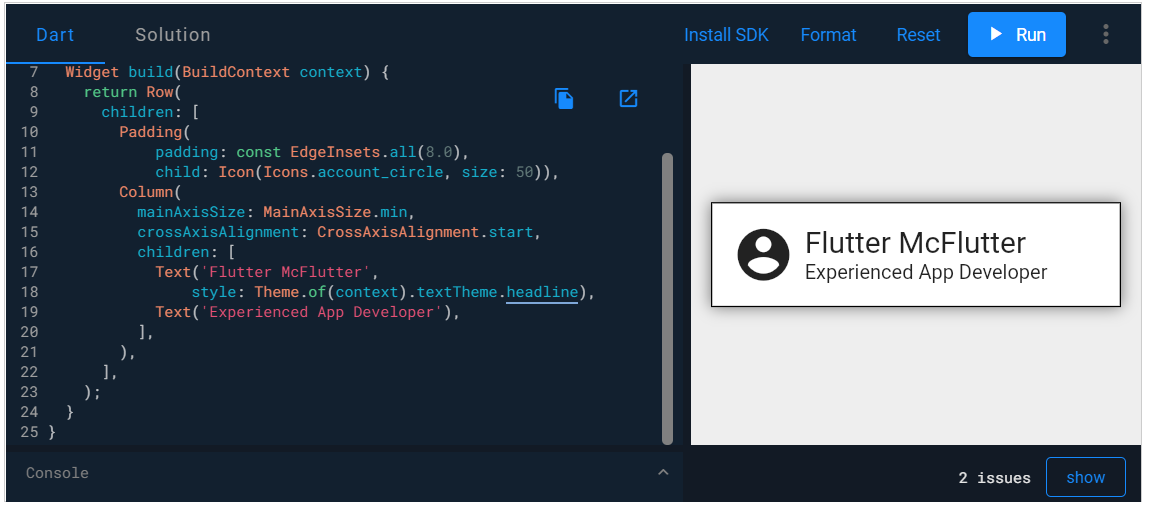 Dart Solution Install SDK Format Reset Run
7 Widget build(BuildContext context) {
8 return Row(
9 children: [
10 Padding(
11 padding: const EdgeInsets.all(8.0),
12 child: Icon(Icons.account_circle, size: 50)),
13 Column(
14 mainAxisSize: MainAxisSize.min,
15 crossAxisAlignment: CrossAxisAlignment.start,
16 children: [
17 Text('Flutter McFlutter',
18 style: Theme.of(context).textTheme.headline),
19 Text('Experienced App Developer'),
20 ],
21 ),
22 ],
23 );
24 }
25 }
Flutter McFlutter
Experienced App Developer
Console
2 issues show